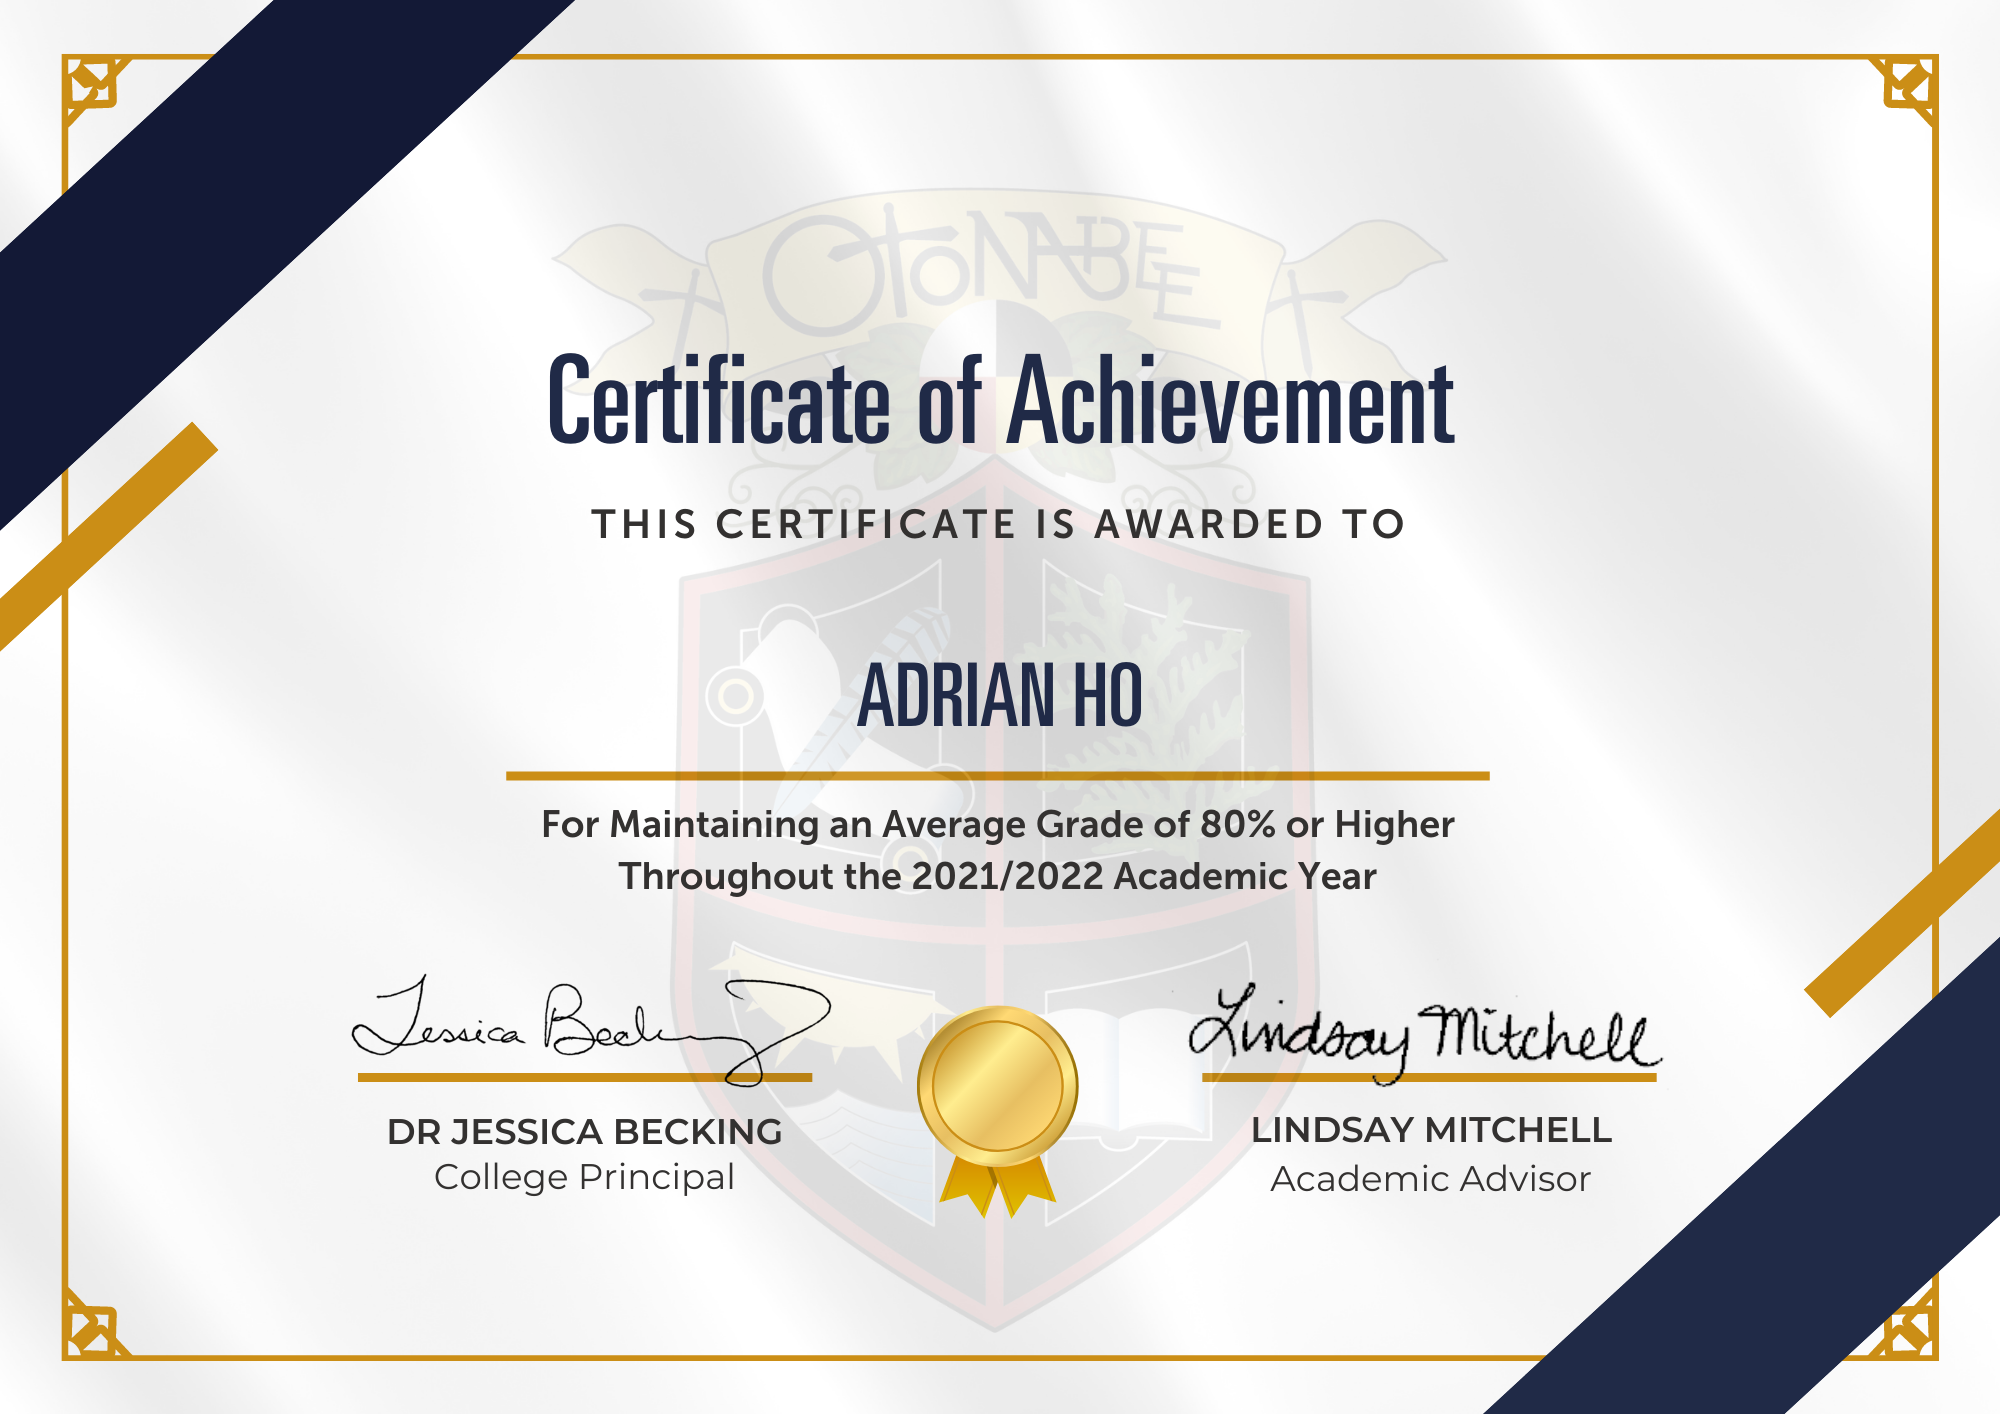 OTONABEE
Certificate of Achievement
THIS CERTIFICATE IS AWARDED TO
ADRIAN HO
For Maintaining an Average Grade of 80% or Higher
Throughout the 2021/2022 Academic Year
Jessica Becking
Lindsay Mitchell
DR JESSICA BECKING
LINDSAY MITCHELL
College Principal
Academic Advisor